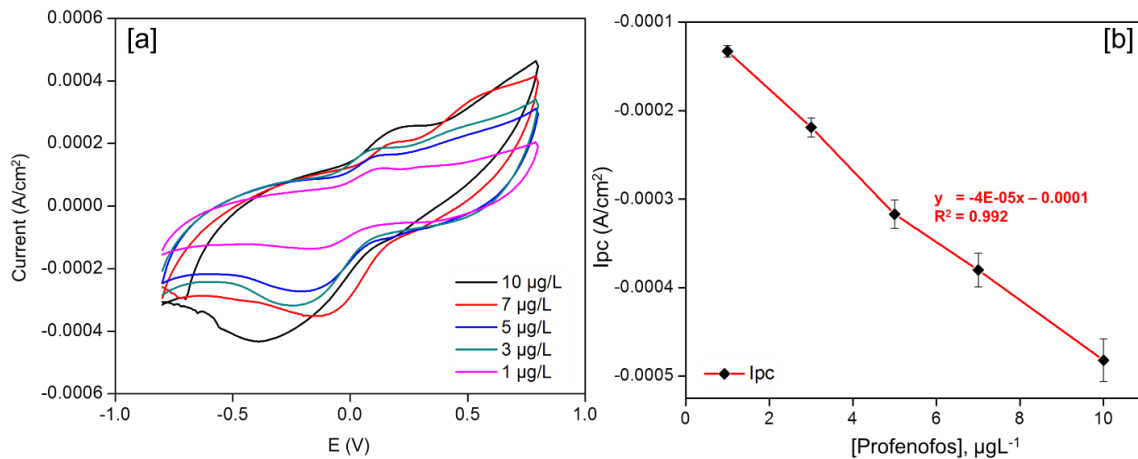 [a]
0.0006
0.0004
0.0002
0.0000
-0.0002
-0.0004
-0.0006
Current (A/cm²)
-1.0
-0.5
0.0
0.5
1.0
E (V)
10 µg/L
7 µg/L
5 µg/L
3 µg/L
1 µg/L
[b]
-0.0001
-0.0002
-0.0003
-0.0004
-0.0005
Ipc (A/cm²)
y = -4E-05x – 0.0001
R² = 0.992
Ipc
0
2
4
6
8
10
[Profenofos], µgL⁻¹